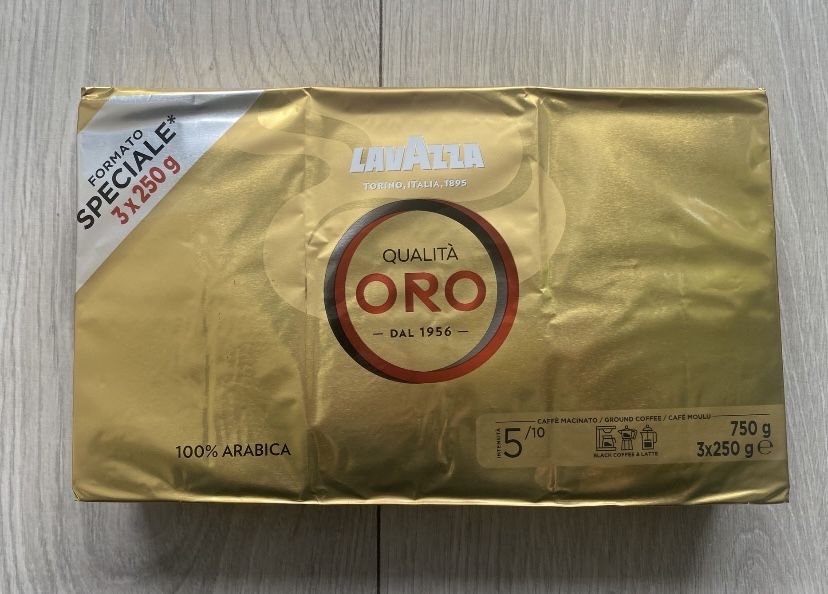 FORMATO
SPECIALE*
3 x 250 g
LAVAZZA
TORINO, ITALIA, 1895
QUALITÀ
ORO
— DAL 1956 —
100% ARABICA
CAFFÈ MACINATO / GROUND COFFEE / CAFÉ MOULU
INTENSITÀ
5/10
BLACK COFFEE & LATTE
750 g
3x250 g ℮